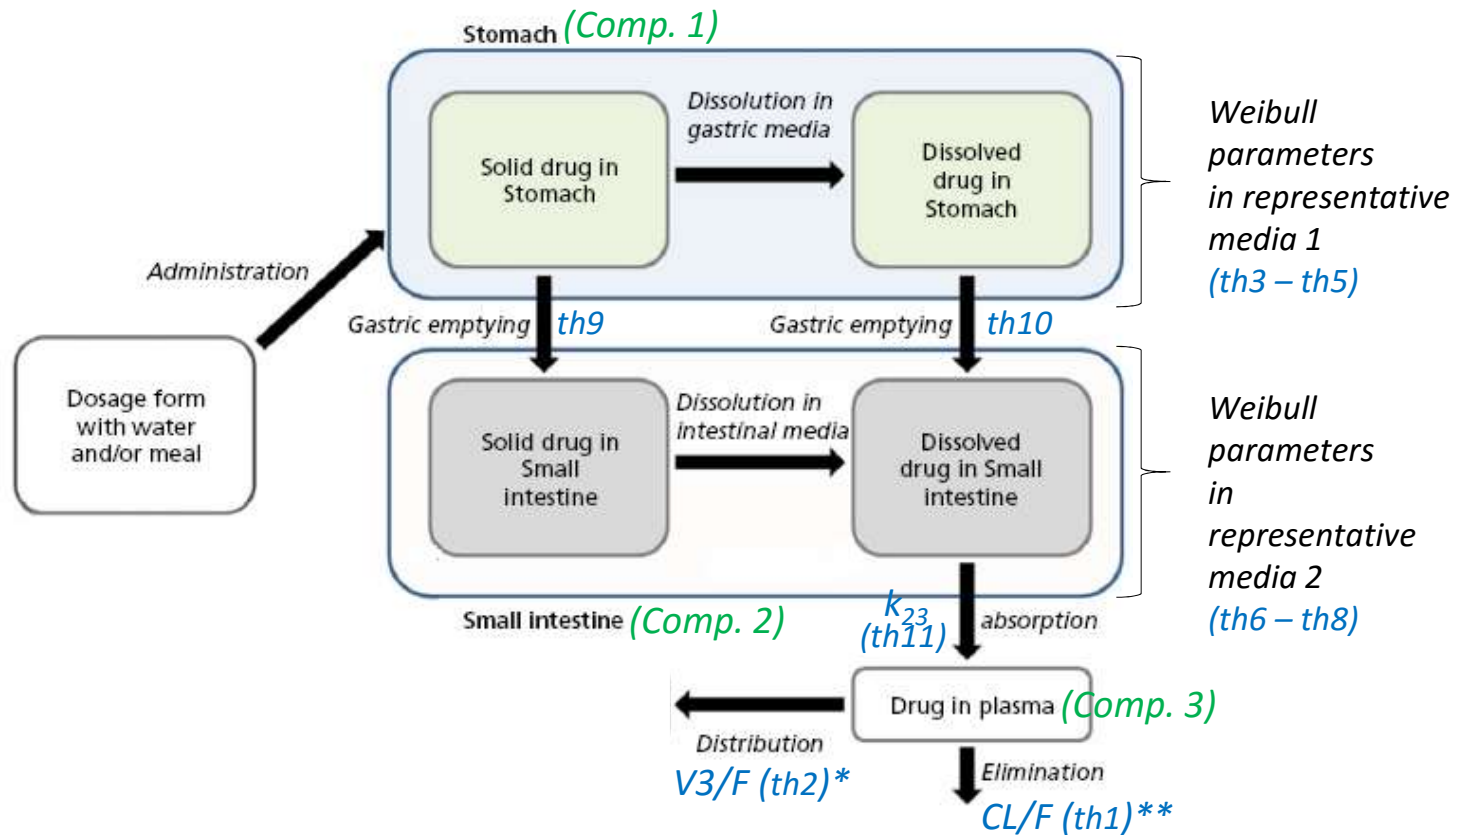 Stomach (Comp. 1)
Solid drug in
Stomach
Dissolution in
gastric media
Dissolved
drug in
Stomach
Weibull
parameters
in representative
media 1
(th3 – th5)
Administration
Gastric emptying th9
Gastric emptying th10
Dosage form
with water
and/or meal
Solid drug in
Small
intestine
Dissolution in
intestinal media
Dissolved
drug in Small
intestine
Weibull
parameters
in
representative
media 2
(th6 – th8)
Small intestine (Comp. 2)
k23
(th11)
absorption
Drug in plasma (Comp. 3)
Distribution
V3/F (th2)*
Elimination
CL/F (th1)**